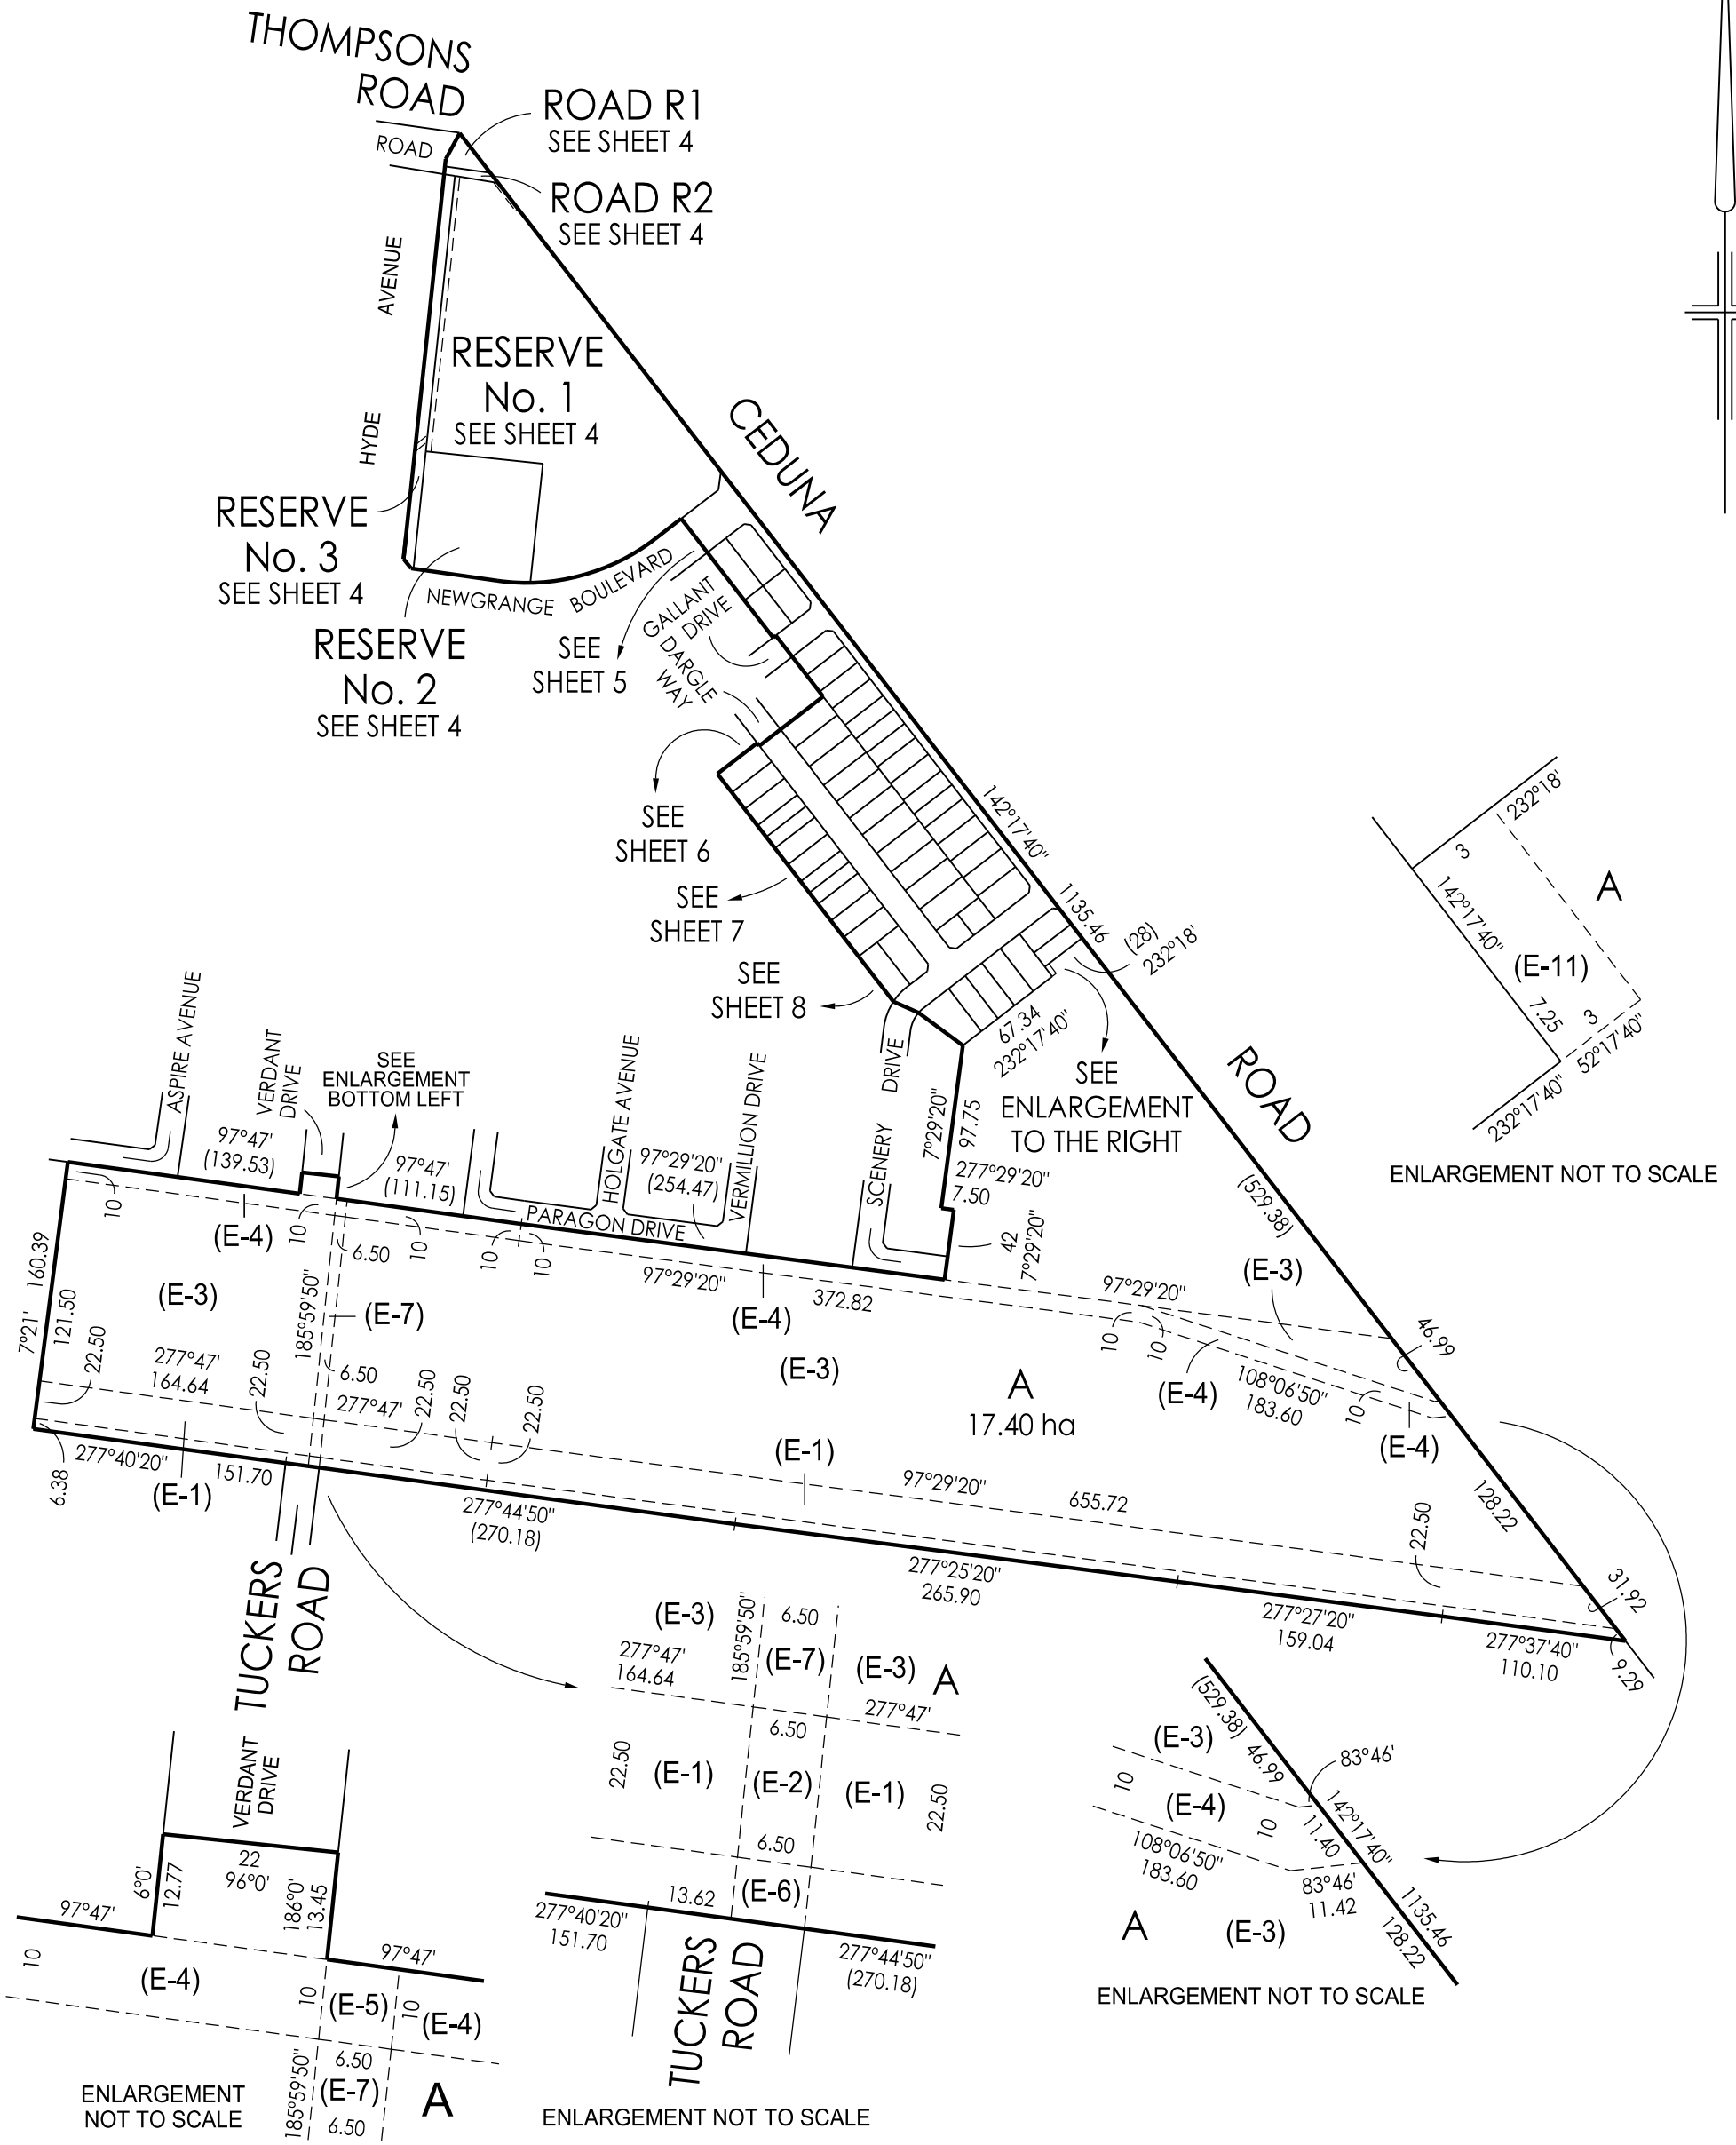 THOMPSONS
ROAD
ROAD R1
SEE SHEET 4
ROAD
ROAD R2
SEE SHEET 4
AVENUE
HYDE
RESERVE
No. 1
SEE SHEET 4
CEDUNA
RESERVE
No. 3
SEE SHEET 4
NEWGRANGE
BOULEVARD
RESERVE
No. 2
SEE SHEET 4
SEE
SHEET 5
GALLANT
DRIVE
DARGLE
WAY
SEE
SHEET 6
SEE
SHEET 7
SEE
SHEET 8
142°17'40"
1135.46
(28)
232°18'
67.34
232°17'40"
SEE
ENLARGEMENT
TO THE RIGHT
ROAD
232°18'
3
A
142°17'40"
(E-11)
7.25
3
52°17'40"
232°17'40"
ENLARGEMENT NOT TO SCALE
ASPIRE AVENUE
VERDANT
DRIVE
SEE
ENLARGEMENT
BOTTOM LEFT
97°47'
(139.53)
97°47'
(111.15)
HOLGATE AVENUE
97°29'20"
(254.47)
VERMILLION DRIVE
PARAGON DRIVE
SCENERY
DRIVE
7°29'20"
97.75
277°29'20"
7.50
42
7°29'20"
(529.38)
10
(E-4)
10
6.50
10
10
10
97°29'20"
(E-4)
372.82
97°29'20"
(E-3)
46.99
160.39
7°21'
121.50
(E-3)
185°59'50"
(E-7)
22.50
277°47'
164.64
22.50
6.50
277°47'
22.50
22.50
22.50
(E-3)
A
17.40 ha
10
10
(E-4)
108°06'50"
183.60
10
(E-4)
6.38
277°40'20"
151.70
(E-1)
277°44'50"
(270.18)
(E-1)
97°29'20"
655.72
22.50
128.22
31.92
277°25'20"
265.90
277°27'20"
159.04
277°37'40"
110.10
9.29
TUCKERS
ROAD
(E-3)
277°47'
164.64
185°59'50"
6.50
(E-7)
(E-3)
A
277°47'
6.50
22.50
(E-1)
(E-2)
(E-1)
22.50
6.50
(E-6)
13.62
277°40'20"
151.70
277°44'50"
(270.18)
TUCKERS
ROAD
ENLARGEMENT NOT TO SCALE
(529.38)
46.99
(E-3)
83°46'
10
(E-4)
10
11.40
142°17'40"
108°06'50"
183.60
83°46'
11.42
1135.46
128.22
A
(E-3)
ENLARGEMENT NOT TO SCALE
VERDANT
DRIVE
22
96°0'
6°0'
12.77
186°0'
13.45
97°47'
97°47'
10
(E-4)
10
(E-5)
10
(E-4)
6.50
185°59'50"
(E-7)
6.50
A
ENLARGEMENT
NOT TO SCALE